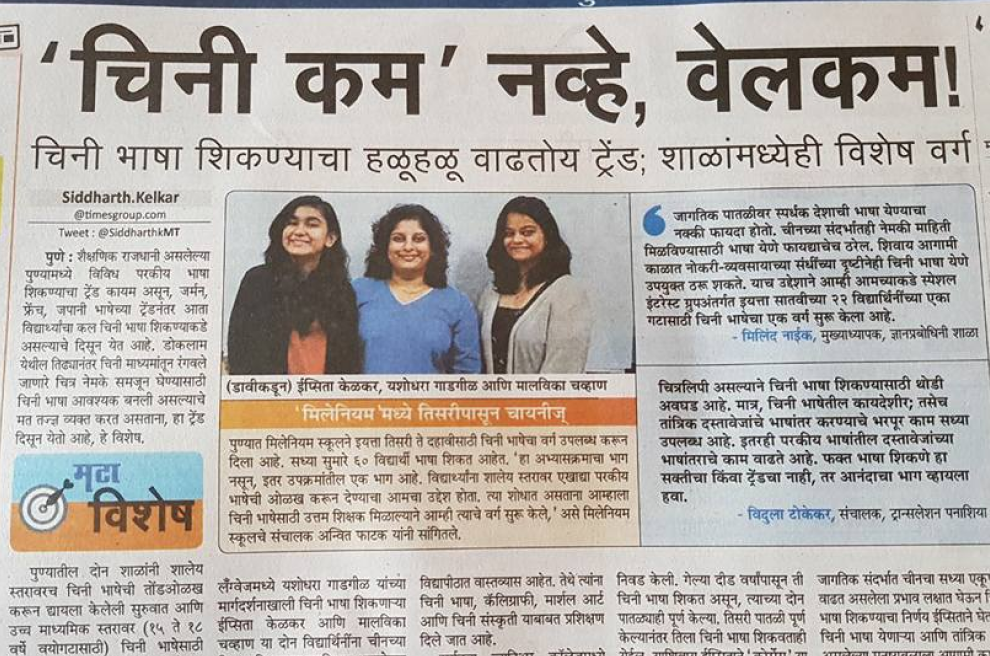 'चिनी कम' नव्हे, वेलकम!
चिनी भाषा शिकण्याचा हळूहळू वाढतोय ट्रेंड; शाळांमध्येही विशेष वर्ग
Siddharth.Kelkar
@timesgroup.com
Tweet : @SiddharthkMT
पुणे : शैक्षणिक राजधानी असलेल्या
पुण्यामध्ये विविध परकीय भाषा
शिकण्याचा ट्रेंड कायम असून, जर्मन,
फ्रेंच, जपानी भाषेच्या ट्रेंडनंतर आता
विद्यार्थ्यांचा कल चिनी भाषा शिकण्याकडे
असल्याचे दिसून येत आहे. डोकलाम
येथील तिढ्यानंतर चिनी माध्यमांतून रंगवले
जाणारे चित्र नेमके समजून घेण्यासाठी
चिनी भाषा आवश्यक बनली असल्याचे
मत तज्ज्ञ व्यक्त करत असताना, हा ट्रेंड
दिसून येतो आहे, हे विशेष.
मटा
विशेष
पुण्यातील दोन शाळांनी शालेय
स्तरावरच चिनी भाषेची तोंडओळख
करून द्यायला केलेली सुरुवात आणि
उच्च माध्यमिक स्तरावर (१५ ते १८
वर्षे वयोगटासाठी) चिनी भाषेसाठी
(डावीकडून) ईप्सिता केळकर, यशोधरा गाडगीळ आणि मालविका चव्हाण
'मिलेनियम'मध्ये तिसरीपासून चायनीज्
पुण्यात मिलेनियम स्कूलने इयत्ता तिसरी ते दहावीसाठी चिनी भाषेचा वर्ग उपलब्ध करून
दिला आहे. सध्या सुमारे ६० विद्यार्थी भाषा शिकत आहेत. 'हा अभ्यासक्रमाचा भाग
नसून, इतर उपक्रमांतील एक भाग आहे. विद्यार्थ्यांना शालेय स्तरावर एखाद्या परकीय
भाषेची ओळख करून देण्याचा आमचा उद्देश होता. त्या शोधात असताना आम्हाला
चिनी भाषेसाठी उत्तम शिक्षक मिळाल्याने आम्ही त्याचे वर्ग सुरू केले,' असे मिलेनियम
स्कूलचे संचालक अन्वित फाटक यांनी सांगितले.
जागतिक पातळीवर स्पर्धक देशाची भाषा येण्याचा
नक्की फायदा होतो. चीनच्या संदर्भातही नेमकी माहिती
मिळविण्यासाठी भाषा येणे फायद्याचेच ठरेल. शिवाय आगामी
काळात नोकरी-व्यवसायाच्या संधींच्या दृष्टीनेही चिनी भाषा येणे
उपयुक्त ठरू शकते. याच उद्देशाने आम्ही आमच्याकडे स्पेशल
इंटरेस्ट ग्रुपअंतर्गत इयत्ता सातवीच्या २२ विद्यार्थिनींच्या एका
गटासाठी चिनी भाषेचा एक वर्ग सुरू केला आहे.
- मिलिंद नाईक, मुख्याध्यापक, ज्ञानप्रबोधिनी शाळा
चित्रलिपी असल्याने चिनी भाषा शिकण्यासाठी थोडी
अवघड आहे. मात्र, चिनी भाषेतील कायदेशीर; तसेच
तांत्रिक दस्तावेजांचे भाषांतर करण्याचे भरपूर काम सध्या
उपलब्ध आहे. इतरही परकीय भाषांतील दस्तावेजांच्या
भाषांतराचे काम वाढते आहे. फक्त भाषा शिकणे हा
सक्तीचा किंवा ट्रेंडचा नाही, तर आनंदाचा भाग व्हायला
हवा.
- विदुला टोकेकर, संचालक, ट्रान्सलेशन पनाशिया
लँग्वेजमध्ये यशोधरा गाडगीळ यांच्या
मार्गदर्शनाखाली चिनी भाषा शिकणाऱ्या
ईप्सिता केळकर आणि मालविका
चव्हाण या दोन विद्यार्थिनींना चीनच्या
विद्यापीठात वास्तव्यास आहेत. तेथे त्यांना
चिनी भाषा, कॅलिग्राफी, मार्शल आर्ट
आणि चिनी संस्कृती याबाबत प्रशिक्षण
दिले जात आहे.
निवड केली. गेल्या दीड वर्षांपासून ती
चिनी भाषा शिकत असून, त्याच्या दोन
पातळ्याही पूर्ण केल्या. तिसरी पातळी पूर्ण
केल्यानंतर तिला चिनी भाषा शिकवताही
जागतिक संदर्भात चीनचा सध्या
वाढत असलेला प्रभाव लक्षात घेऊन
भाषा शिकण्याचा निर्णय ईप्सिताने
चिनी भाषा येणाऱ्या आणि तांत्रिक